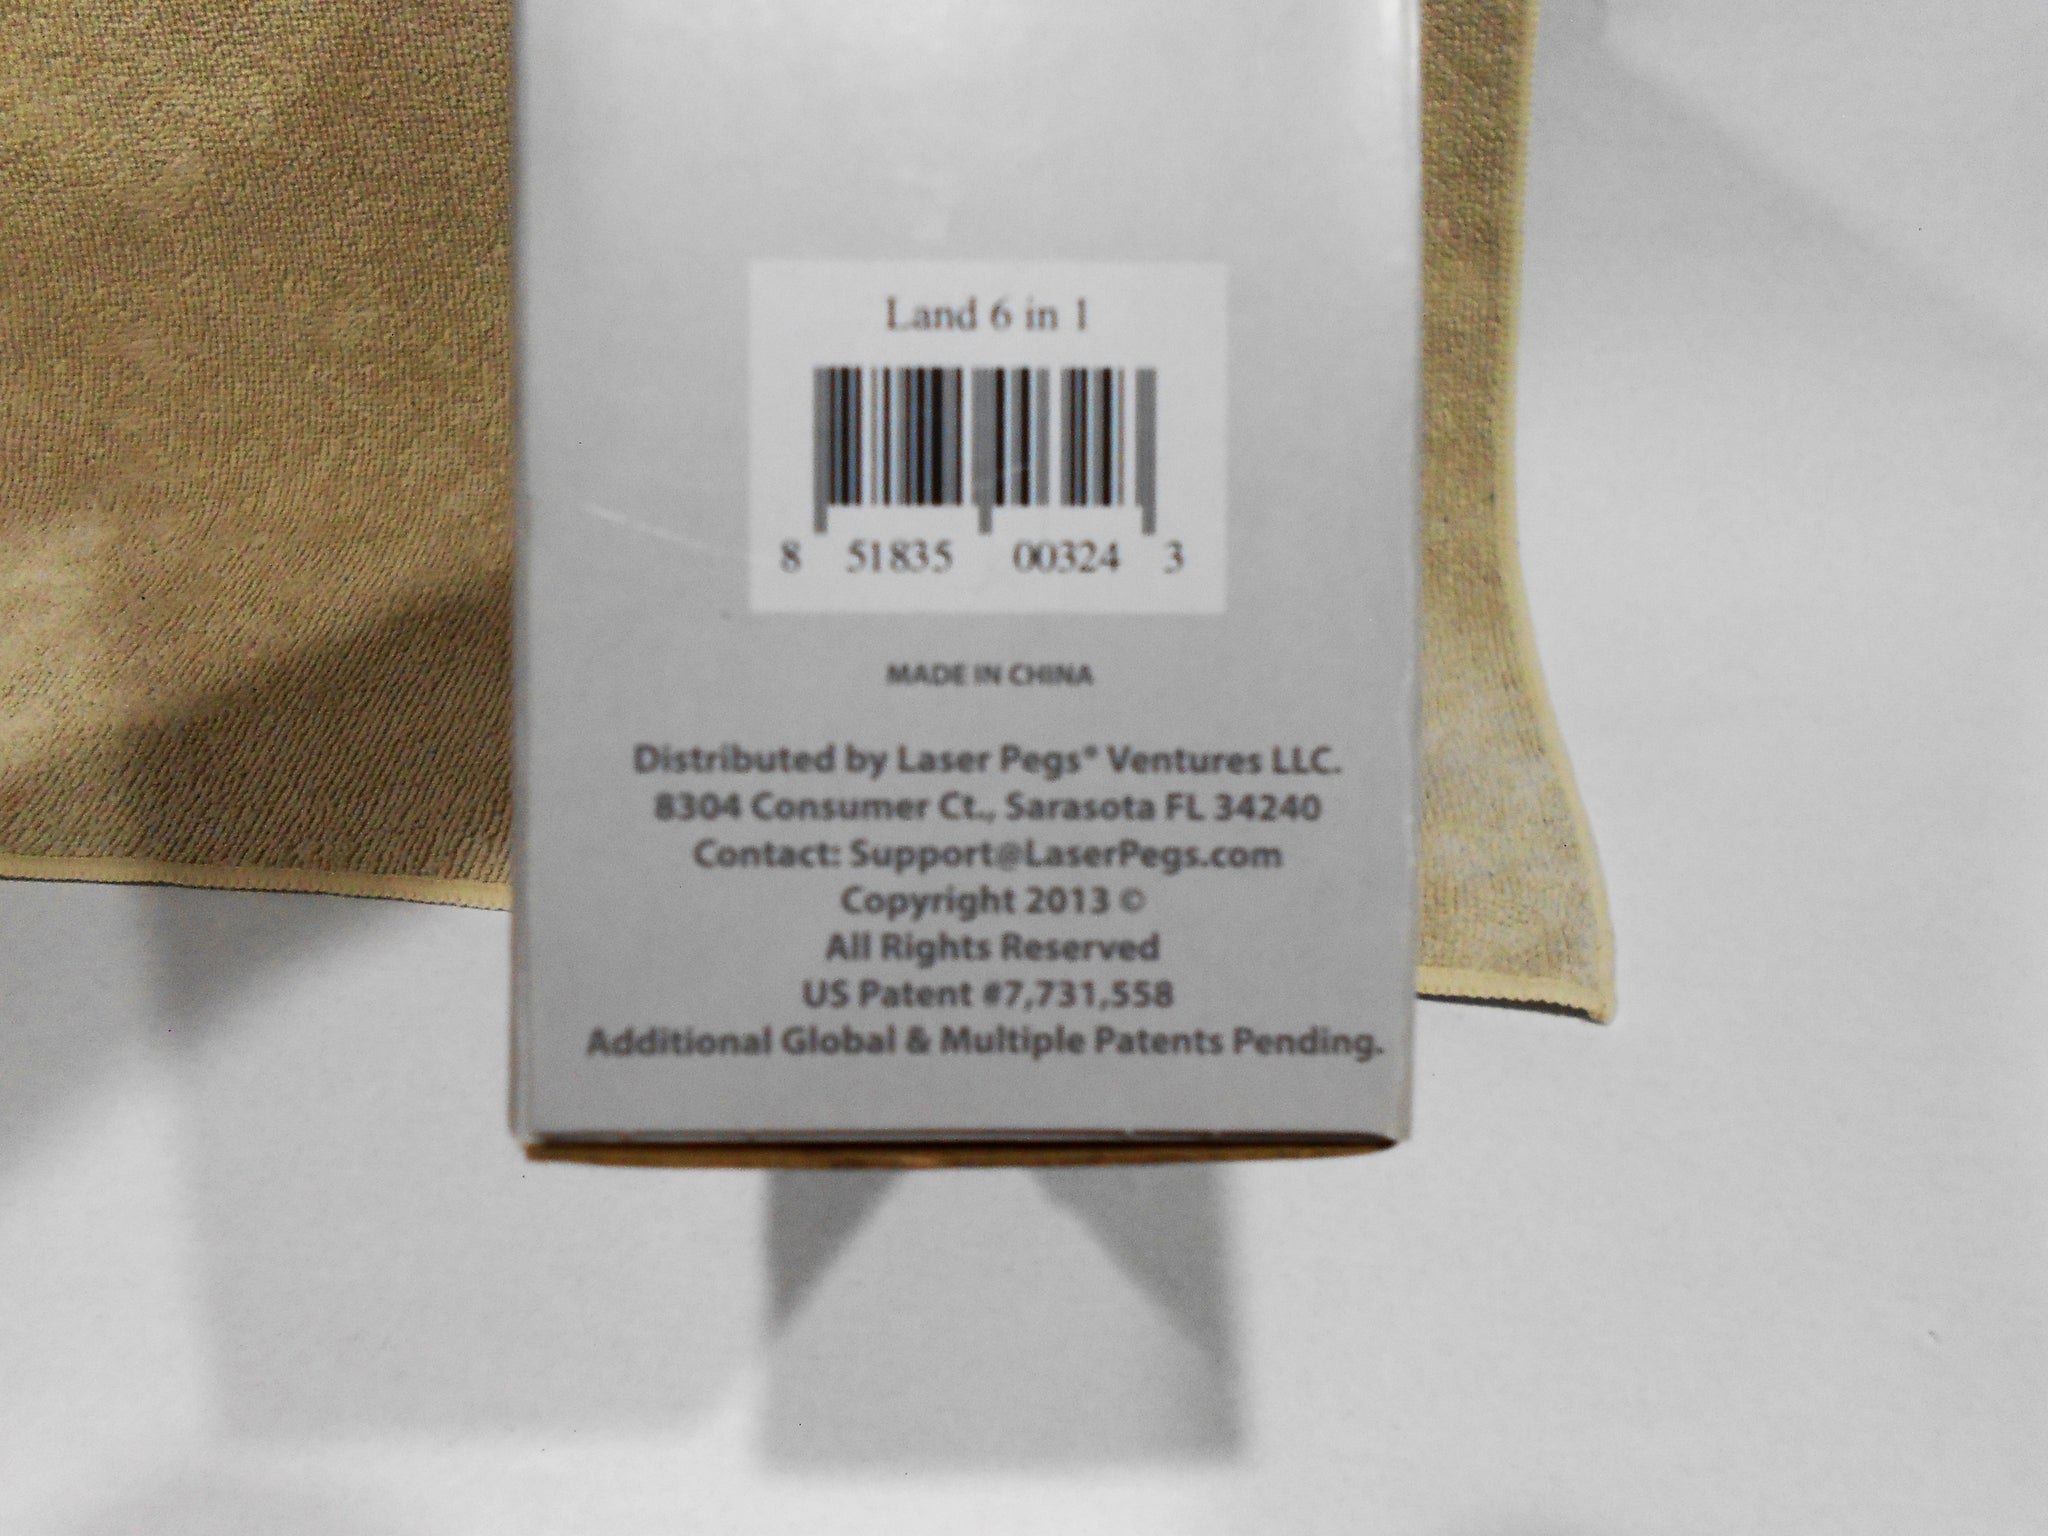 Land 6 in 1
8 51835 00324 3
MADE IN CHINA
Distributed by Laser Pegs® Ventures LLC.
8304 Consumer Ct., Sarasota FL 34240
Contact: Support@LaserPegs.com
Copyright 2013 ©
All Rights Reserved
US Patent #7,731,558
Additional Global & Multiple Patents Pending.